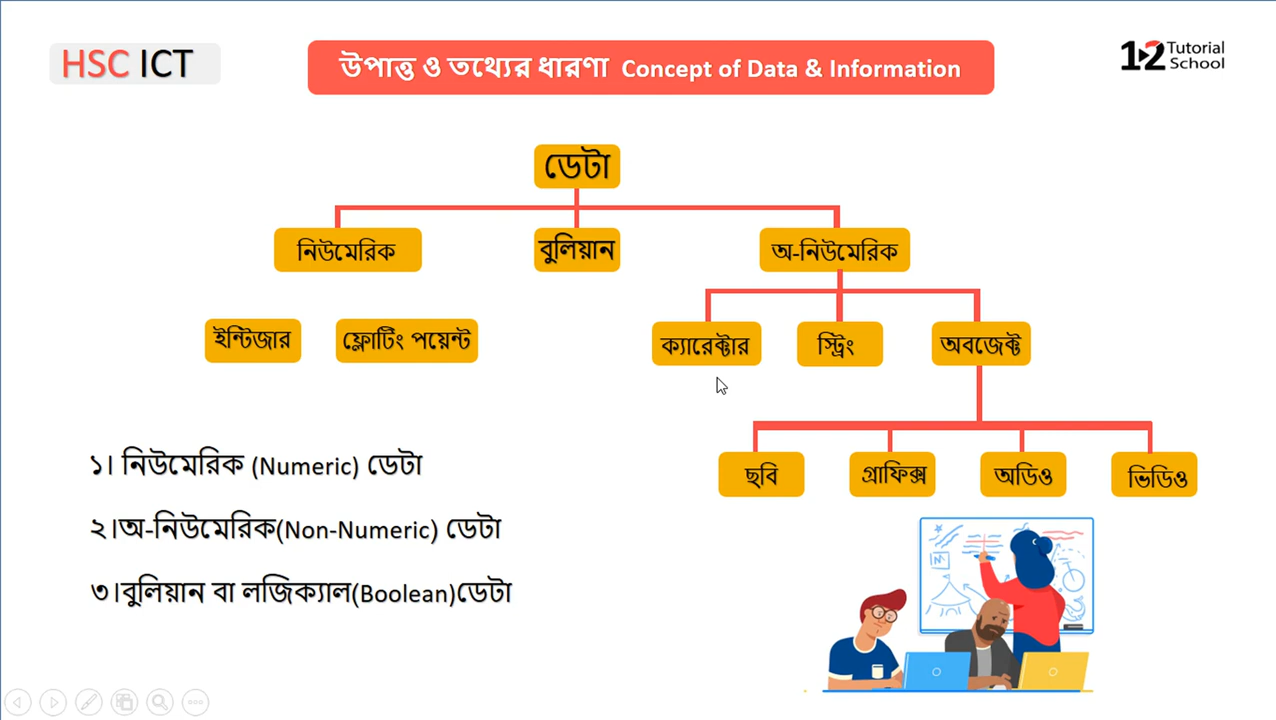 HSC ICT
উপাত্ত ও তথ্যের ধারণা Concept of Data & Information
12 Tutorial School
ডেটা
নিউমেরিক
বুলিয়ান
অ-নিউমেরিক
ইন্টিজার
ফ্লোটিং পয়েন্ট
ক্যারেক্টার
স্ট্রিং
অবজেক্ট
ছবি
গ্রাফিক্স
অডিও
ভিডিও
১। নিউমেরিক (Numeric) ডেটা
২।অ-নিউমেরিক(Non-Numeric) ডেটা
৩।বুলিয়ান বা লজিক্যাল(Boolean)ডেটা